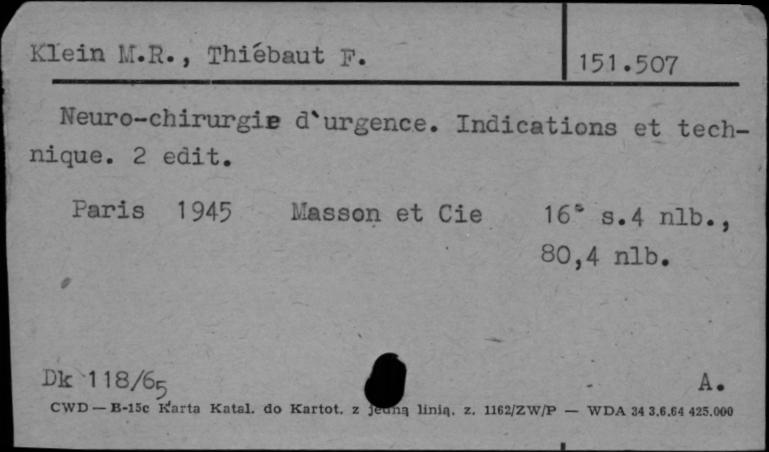 Klein M.R., Thiébaut F.
151.507
Neuro-chirurgie d'urgence. Indications et tech-
nique. 2 edit.
Paris 1945 Masson et Cie 16° s.4 nlb.,
80,4 nlb.
Dk 118/65
A.
CWD — B-15c Karta Katal. do Kartot. z jedną linią. z. 1162/ZW/P — WDA 34 3.6.64 425.000